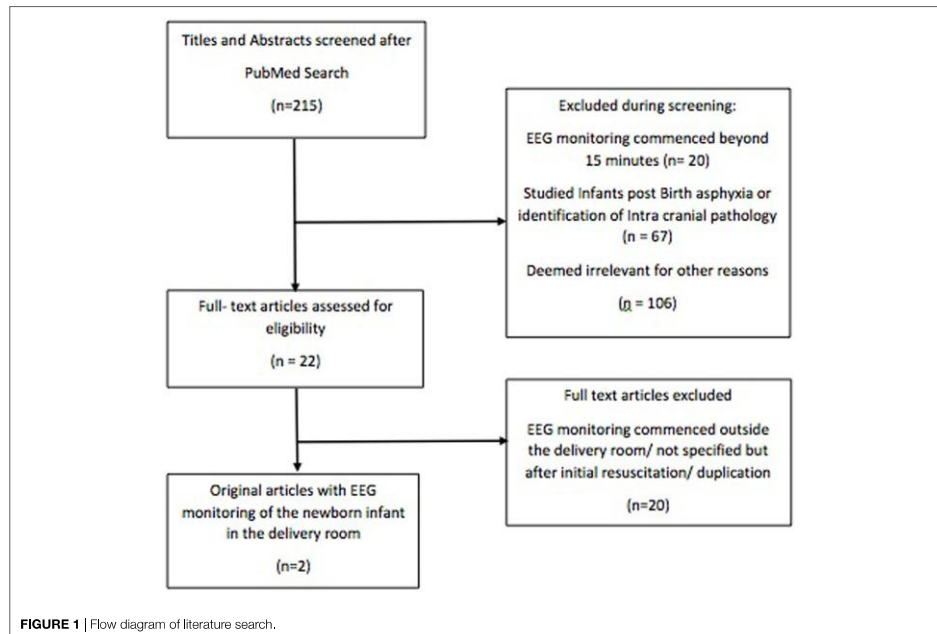 Titles and Abstracts screened after
PubMed Search
(n=215)
Excluded during screening:
EEG monitoring commenced beyond
15 minutes (n= 20)
Studied Infants post Birth asphyxia or
identification of Intra cranial pathology
(n = 67)
Deemed irrelevant for other reasons
(n = 106)
Full- text articles assessed for
eligibility
(n = 22)
Full text articles excluded
EEG monitoring commenced outside
the delivery room/ not specified but
after initial resuscitation/ duplication
(n=20)
Original articles with EEG
monitoring of the newborn infant
in the delivery room
(n=2)
FIGURE 1 | Flow diagram of literature search.